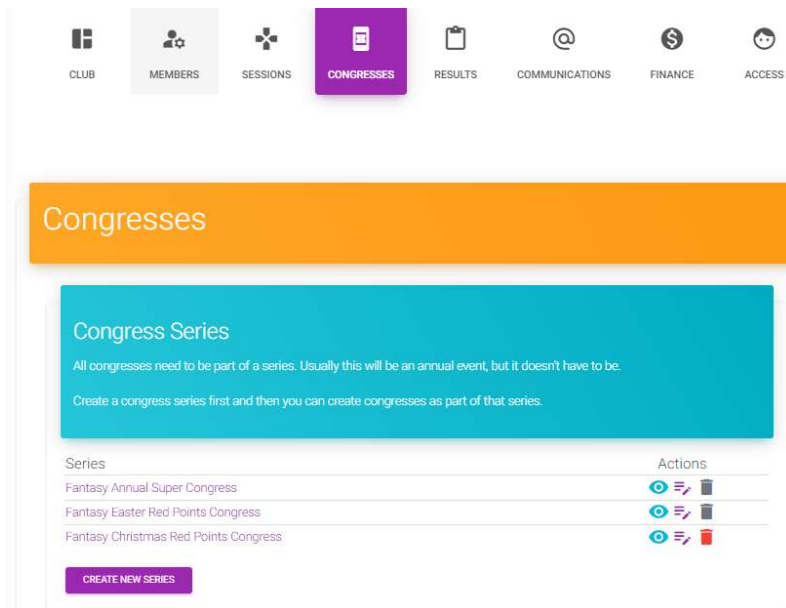 CLUB MEMBERS SESSIONS CONGRESSES RESULTS COMMUNICATIONS FINANCE ACCESS
Congresses
Congress Series
All congresses need to be part of a series. Usually this will be an annual event, but it doesn't have to be.
Create a congress series first and then you can create congresses as part of that series.
Series Actions
Fantasy Annual Super Congress
Fantasy Easter Red Points Congress
Fantasy Christmas Red Points Congress
CREATE NEW SERIES